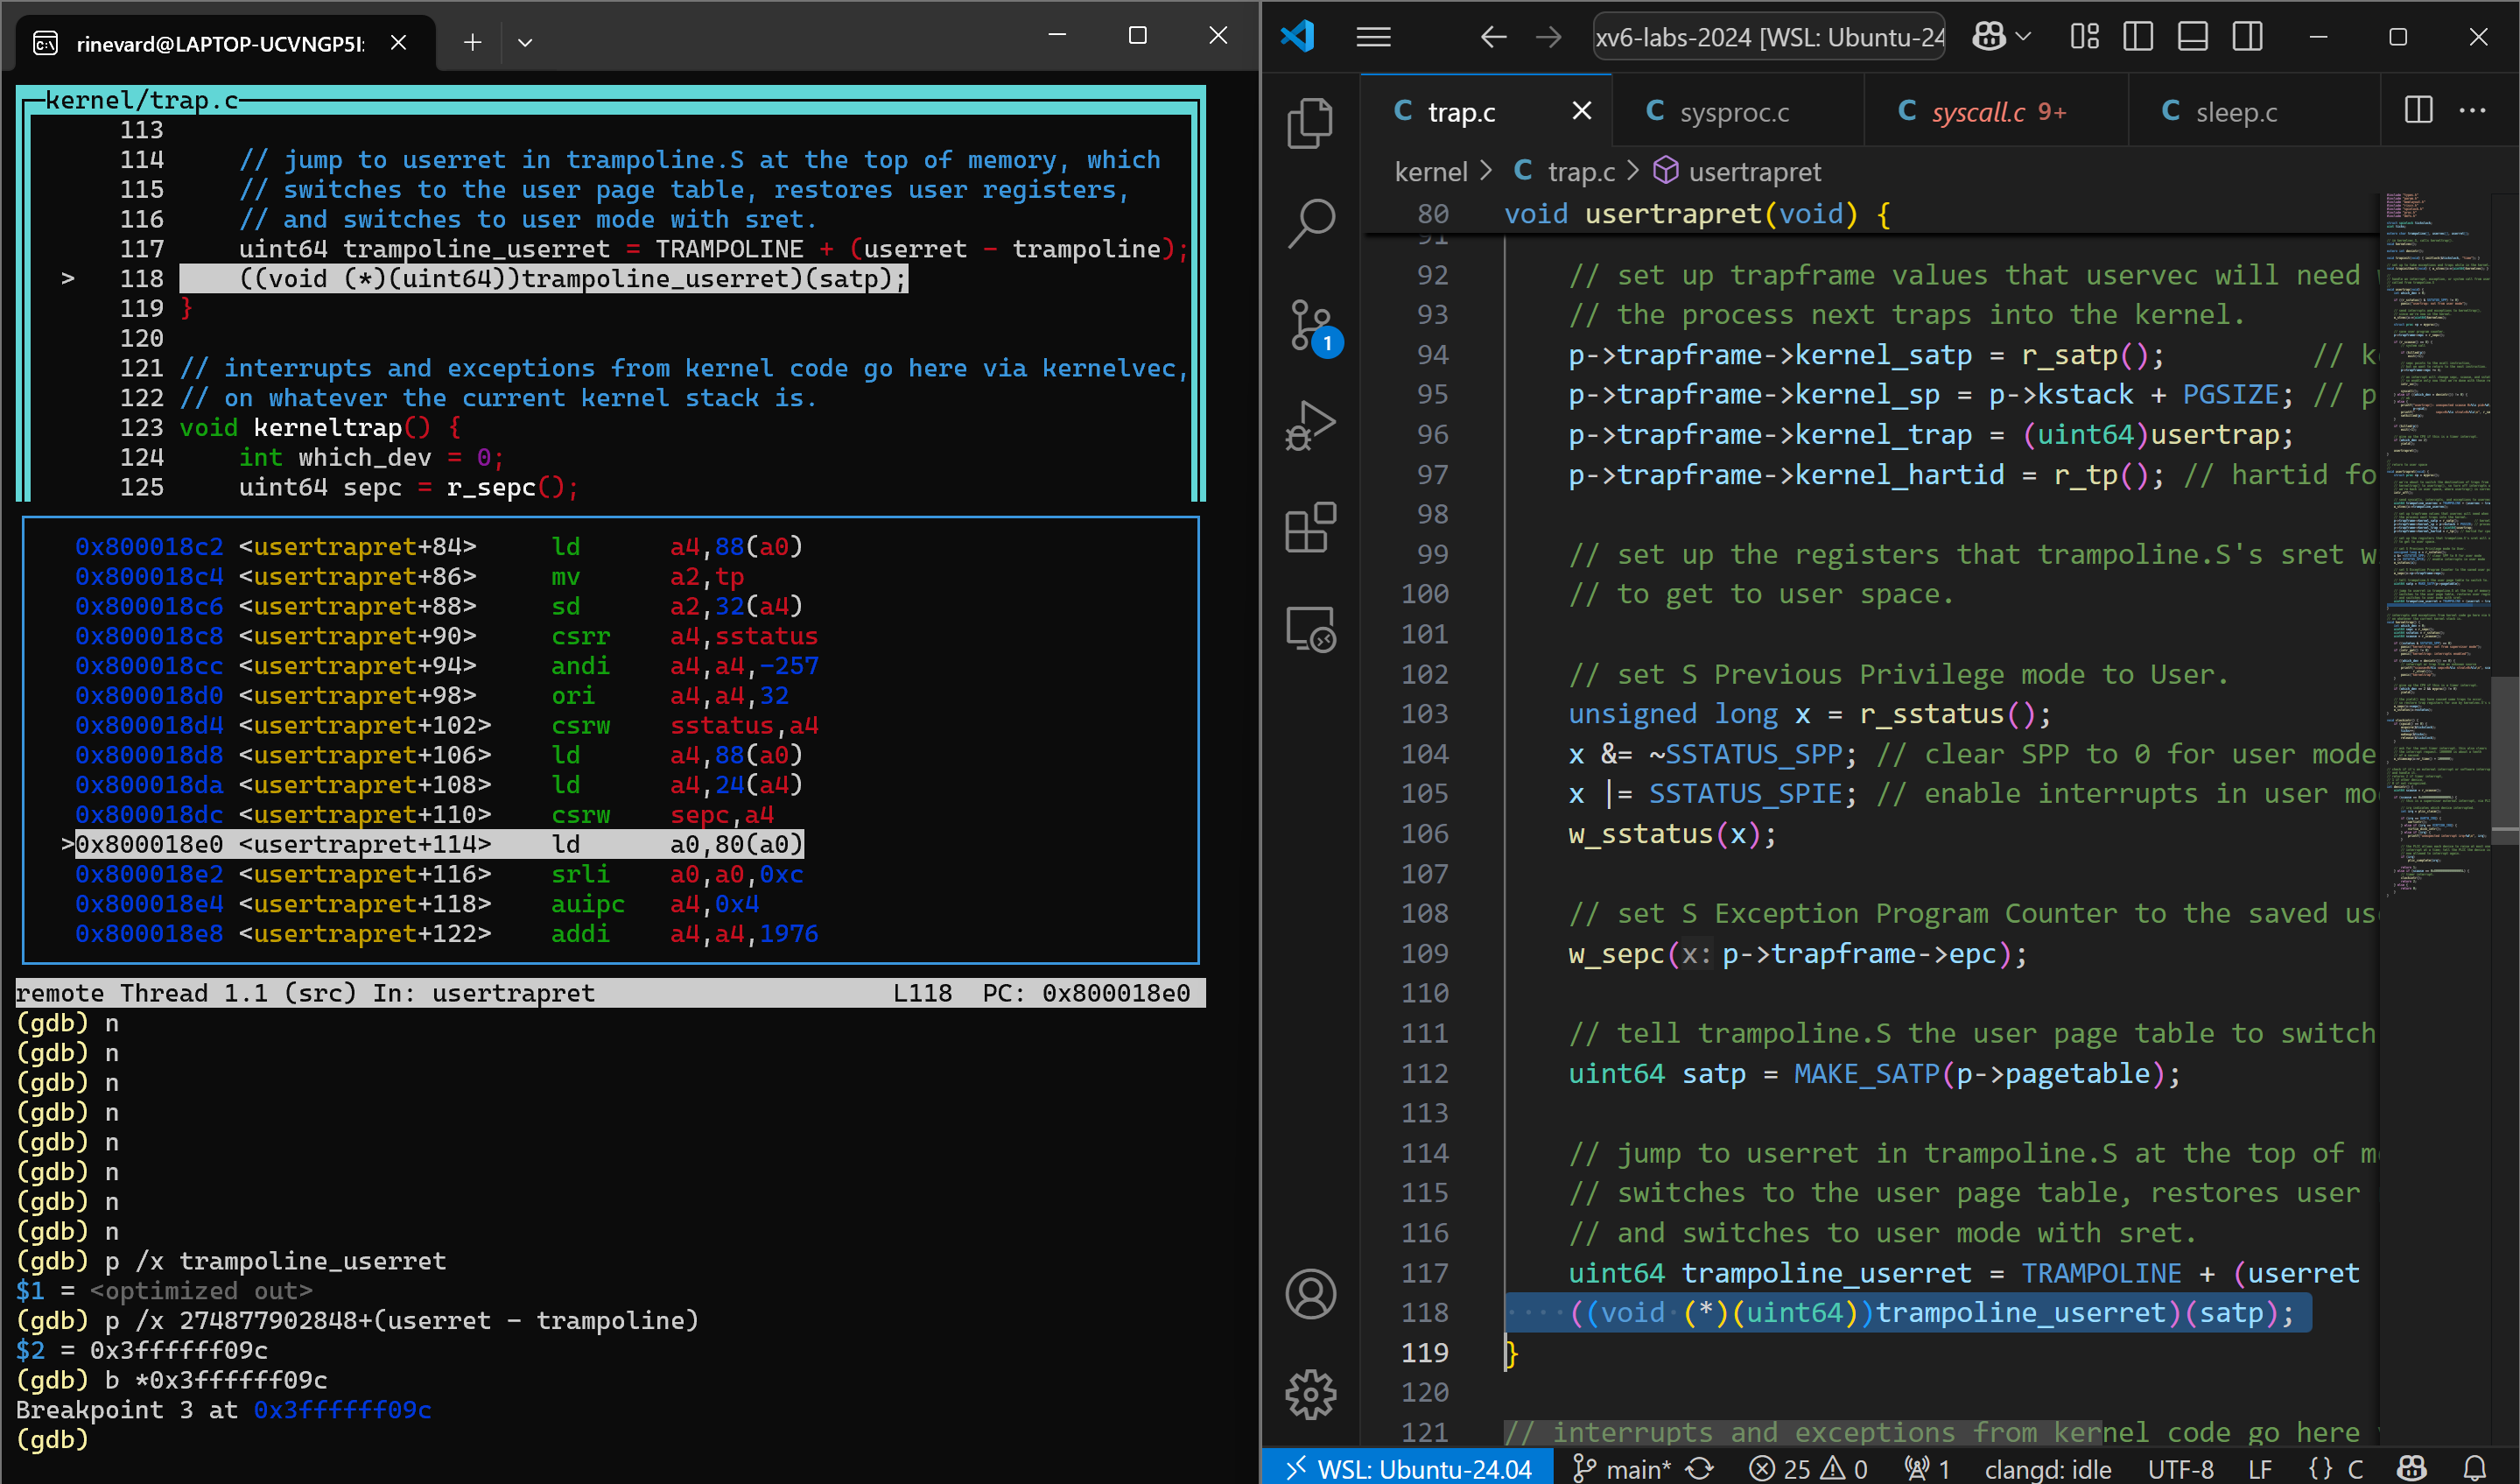 rinevard@LAPTOP-UCVNGP5I:
kernel/trap.c
113
114     // jump to userret in trampoline.S at the top of memory, which
115     // switches to the user page table, restores user registers,
116     // and switches to user mode with sret.
117     uint64 trampoline_userret = TRAMPOLINE + (userret - trampoline);
> 118     ((void (*)(uint64))trampoline_userret)(satp);
119 }
120
121 // interrupts and exceptions from kernel code go here via kernelvec,
122 // on whatever the current kernel stack is.
123 void kerneltrap() {
124     int which_dev = 0;
125     uint64 sepc = r_sepc();
0x800018c2 <usertrapret+84>     ld      a4,88(a0)
0x800018c4 <usertrapret+86>     mv      a2,tp
0x800018c6 <usertrapret+88>     sd      a2,32(a4)
0x800018c8 <usertrapret+90>     csrr    a4,sstatus
0x800018cc <usertrapret+94>     andi    a4,a4,-257
0x800018d0 <usertrapret+98>     ori     a4,a4,32
0x800018d4 <usertrapret+102>    csrw    sstatus,a4
0x800018d8 <usertrapret+106>    ld      a4,88(a0)
0x800018da <usertrapret+108>    ld      a4,24(a4)
0x800018dc <usertrapret+110>    csrw    sepc,a4
>0x800018e0 <usertrapret+114>    ld      a0,80(a0)
0x800018e2 <usertrapret+116>    srli    a0,a0,0xc
0x800018e4 <usertrapret+118>    auipc   a4,0x4
0x800018e8 <usertrapret+122>    addi    a4,a4,1976
remote Thread 1.1 (src) In: usertrapret     L118  PC: 0x800018e0
(gdb) n
(gdb) n
(gdb) n
(gdb) n
(gdb) n
(gdb) n
(gdb) n
(gdb) n
(gdb) p /x trampoline_userret
$1 = <optimized out>
(gdb) p /x 274877902848+(userret - trampoline)
$2 = 0x3ffffff09c
(gdb) b *0x3ffffff09c
Breakpoint 3 at 0x3ffffff09c
(gdb)
xv6-labs-2024 [WSL: Ubuntu-24
C trap.c
C sysproc.c
C syscall.c 9+
C sleep.c
kernel > C trap.c > usertrapret
80 void usertrapret(void) {
91
92     // set up trapframe values that uservec will need
93     // the process next traps into the kernel.
94     p->trapframe->kernel_satp = r_satp();         // k
95     p->trapframe->kernel_sp = p->kstack + PGSIZE; // p
96     p->trapframe->kernel_trap = (uint64)usertrap;
97     p->trapframe->kernel_hartid = r_tp(); // hartid fo
98
99     // set up the registers that trampoline.S's sret w
100     // to get to user space.
101
102     // set S Previous Privilege mode to User.
103     unsigned long x = r_sstatus();
104     x &= ~SSTATUS_SPP; // clear SPP to 0 for user mode
105     x |= SSTATUS_SPIE; // enable interrupts in user mo
106     w_sstatus(x);
107
108     // set S Exception Program Counter to the saved us
109     w_sepc(x: p->trapframe->epc);
110
111     // tell trampoline.S the user page table to switch
112     uint64 satp = MAKE_SATP(p->pagetable);
113
114     // jump to userret in trampoline.S at the top of m
115     // switches to the user page table, restores user
116     // and switches to user mode with sret.
117     uint64 trampoline_userret = TRAMPOLINE + (userret
118     ((void (*)(uint64))trampoline_userret)(satp);
119 }
120
121 // interrupts and exceptions from kernel code go here
1
WSL: Ubuntu-24.04
main*
25
0
1
clangd: idle
UTF-8
LF
{} C